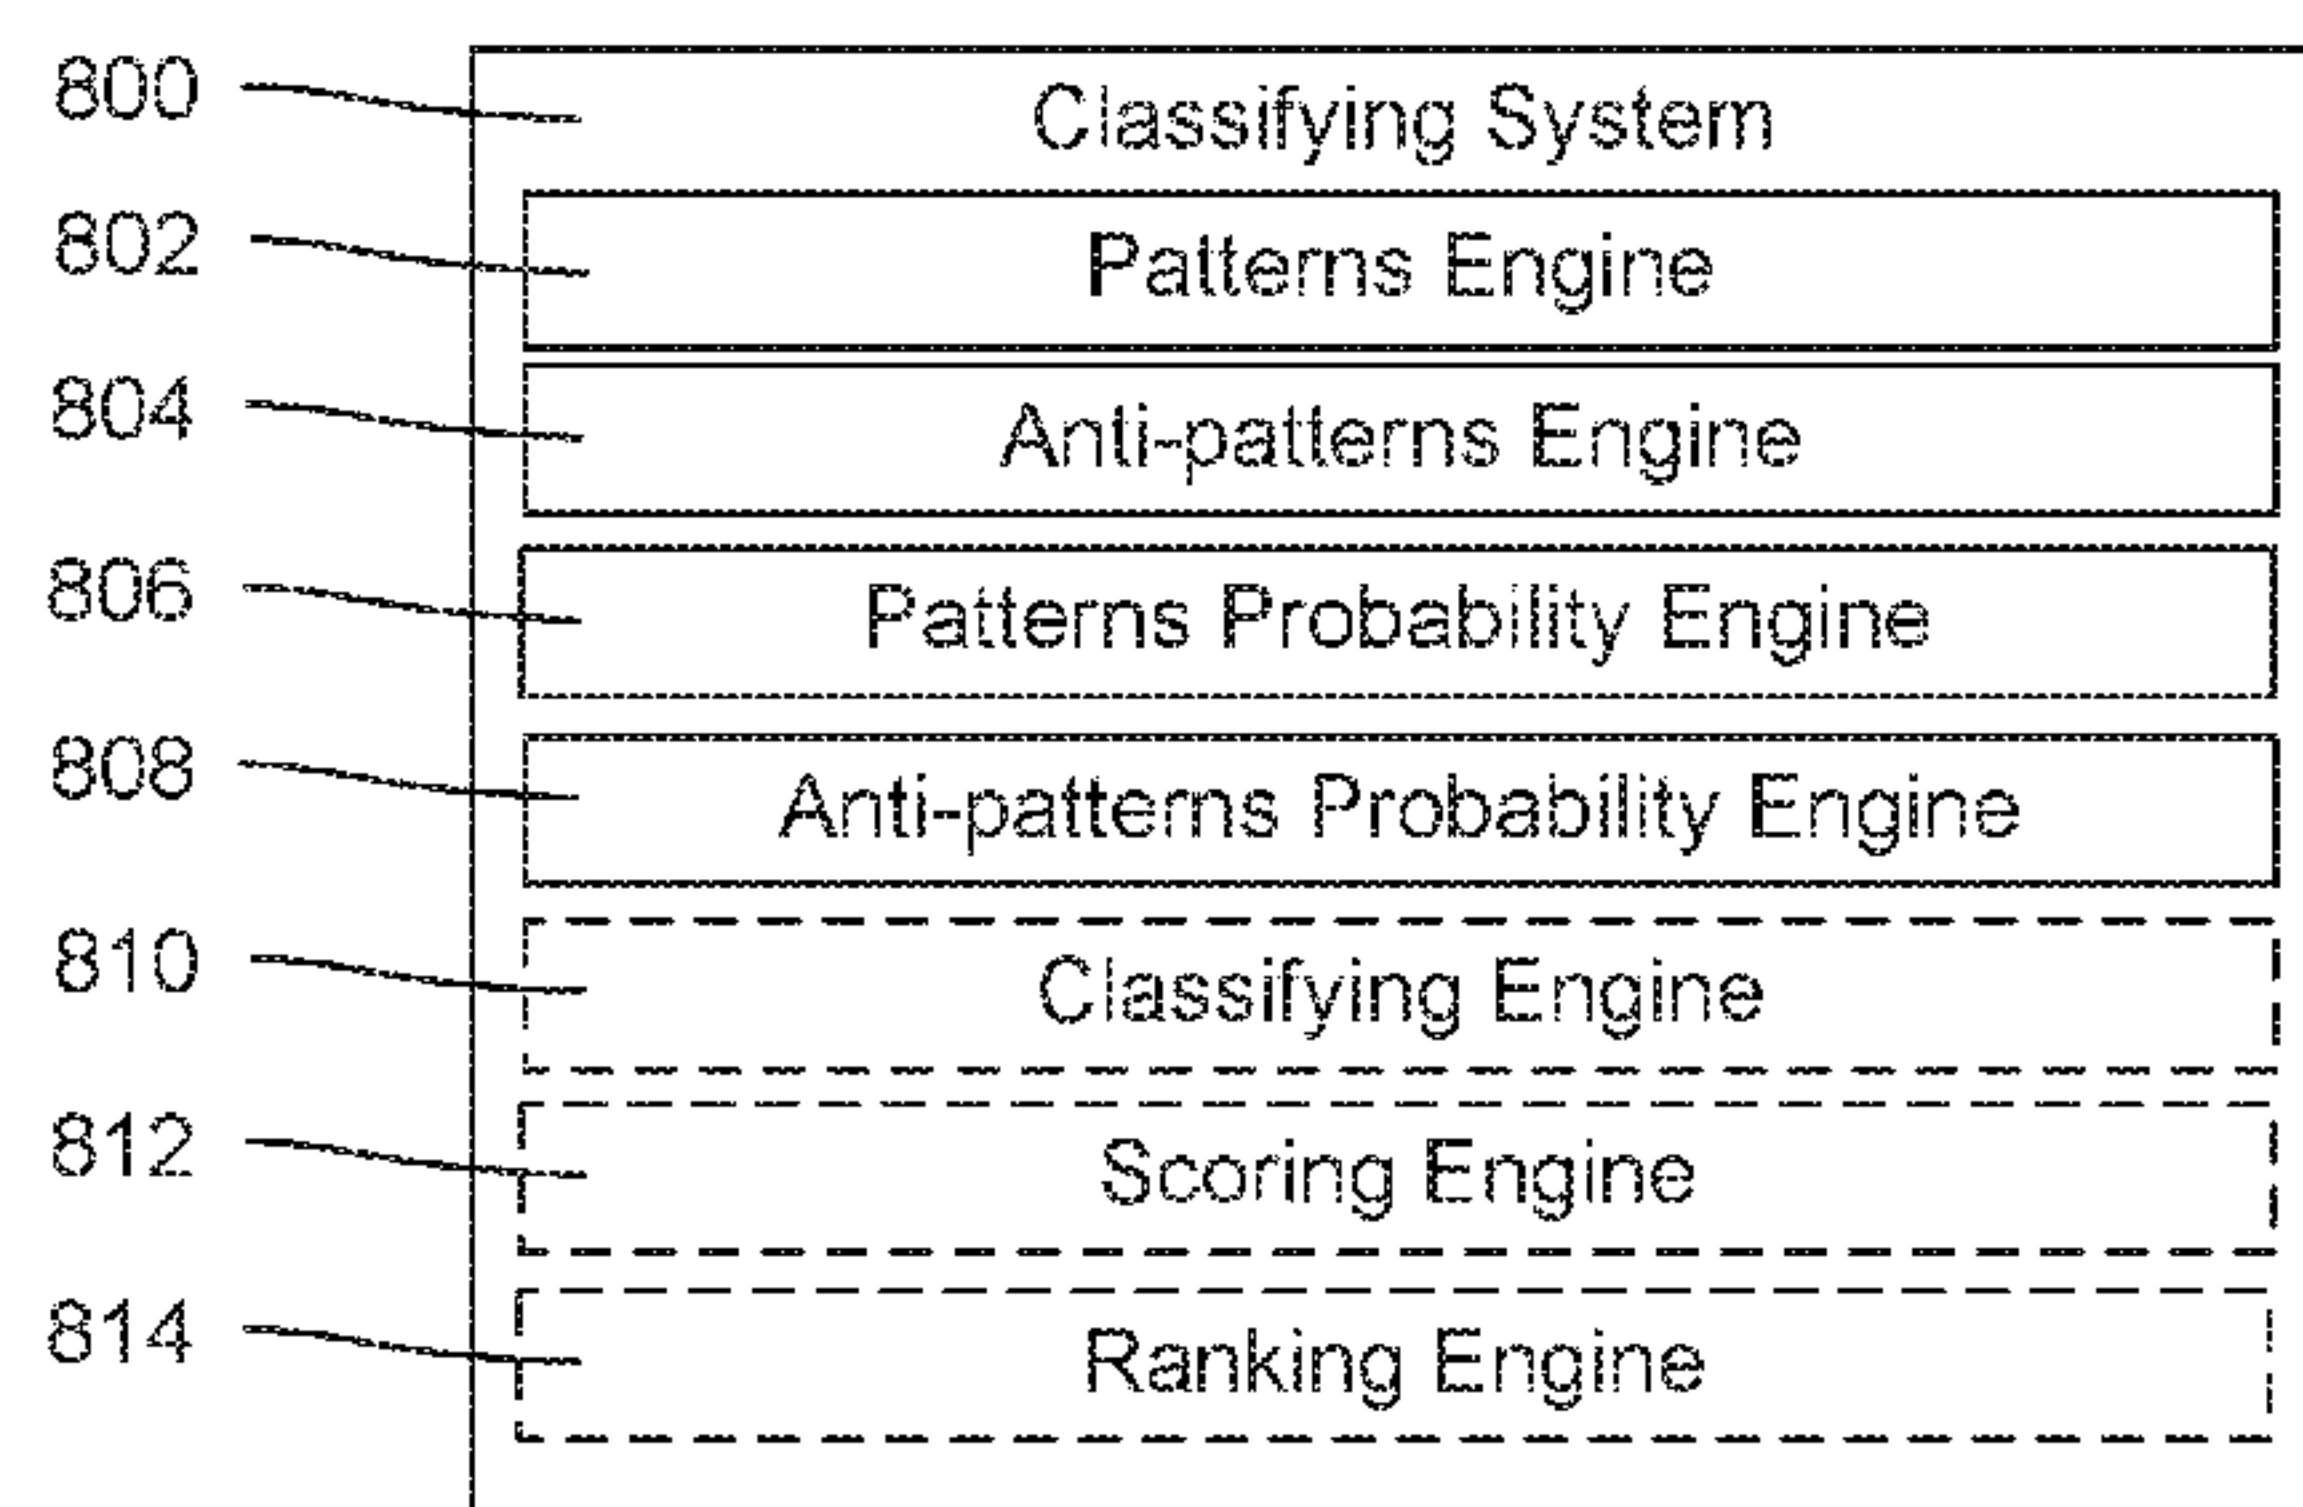 800 Classifying System
802 Patterns Engine
804 Anti-patterns Engine
806 Patterns Probability Engine
808 Anti-patterns Probability Engine
810 Classifying Engine
812 Scoring Engine
814 Ranking Engine